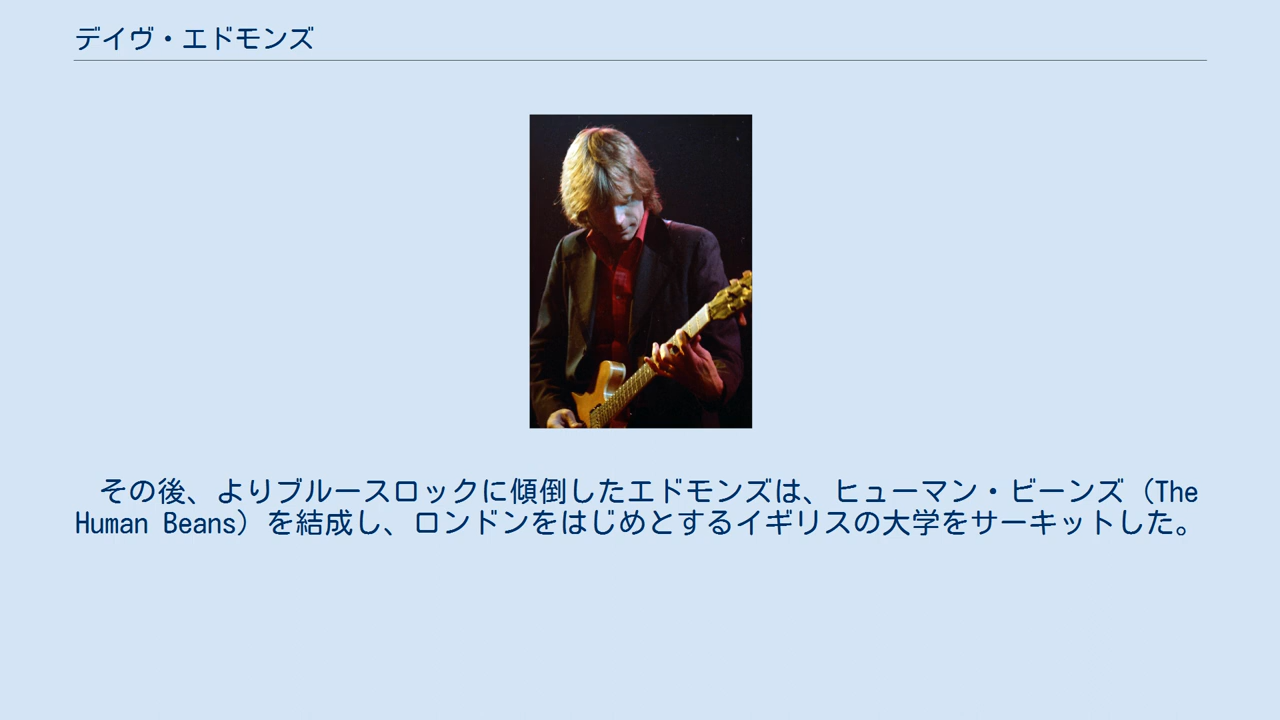 デイヴ・エドモンズ
その後、よりブルースロックに傾倒したエドモンズは、ヒューマン・ビーンズ（The
Human Beans）を結成し、ロンドンをはじめとするイギリスの大学をサーキットした。